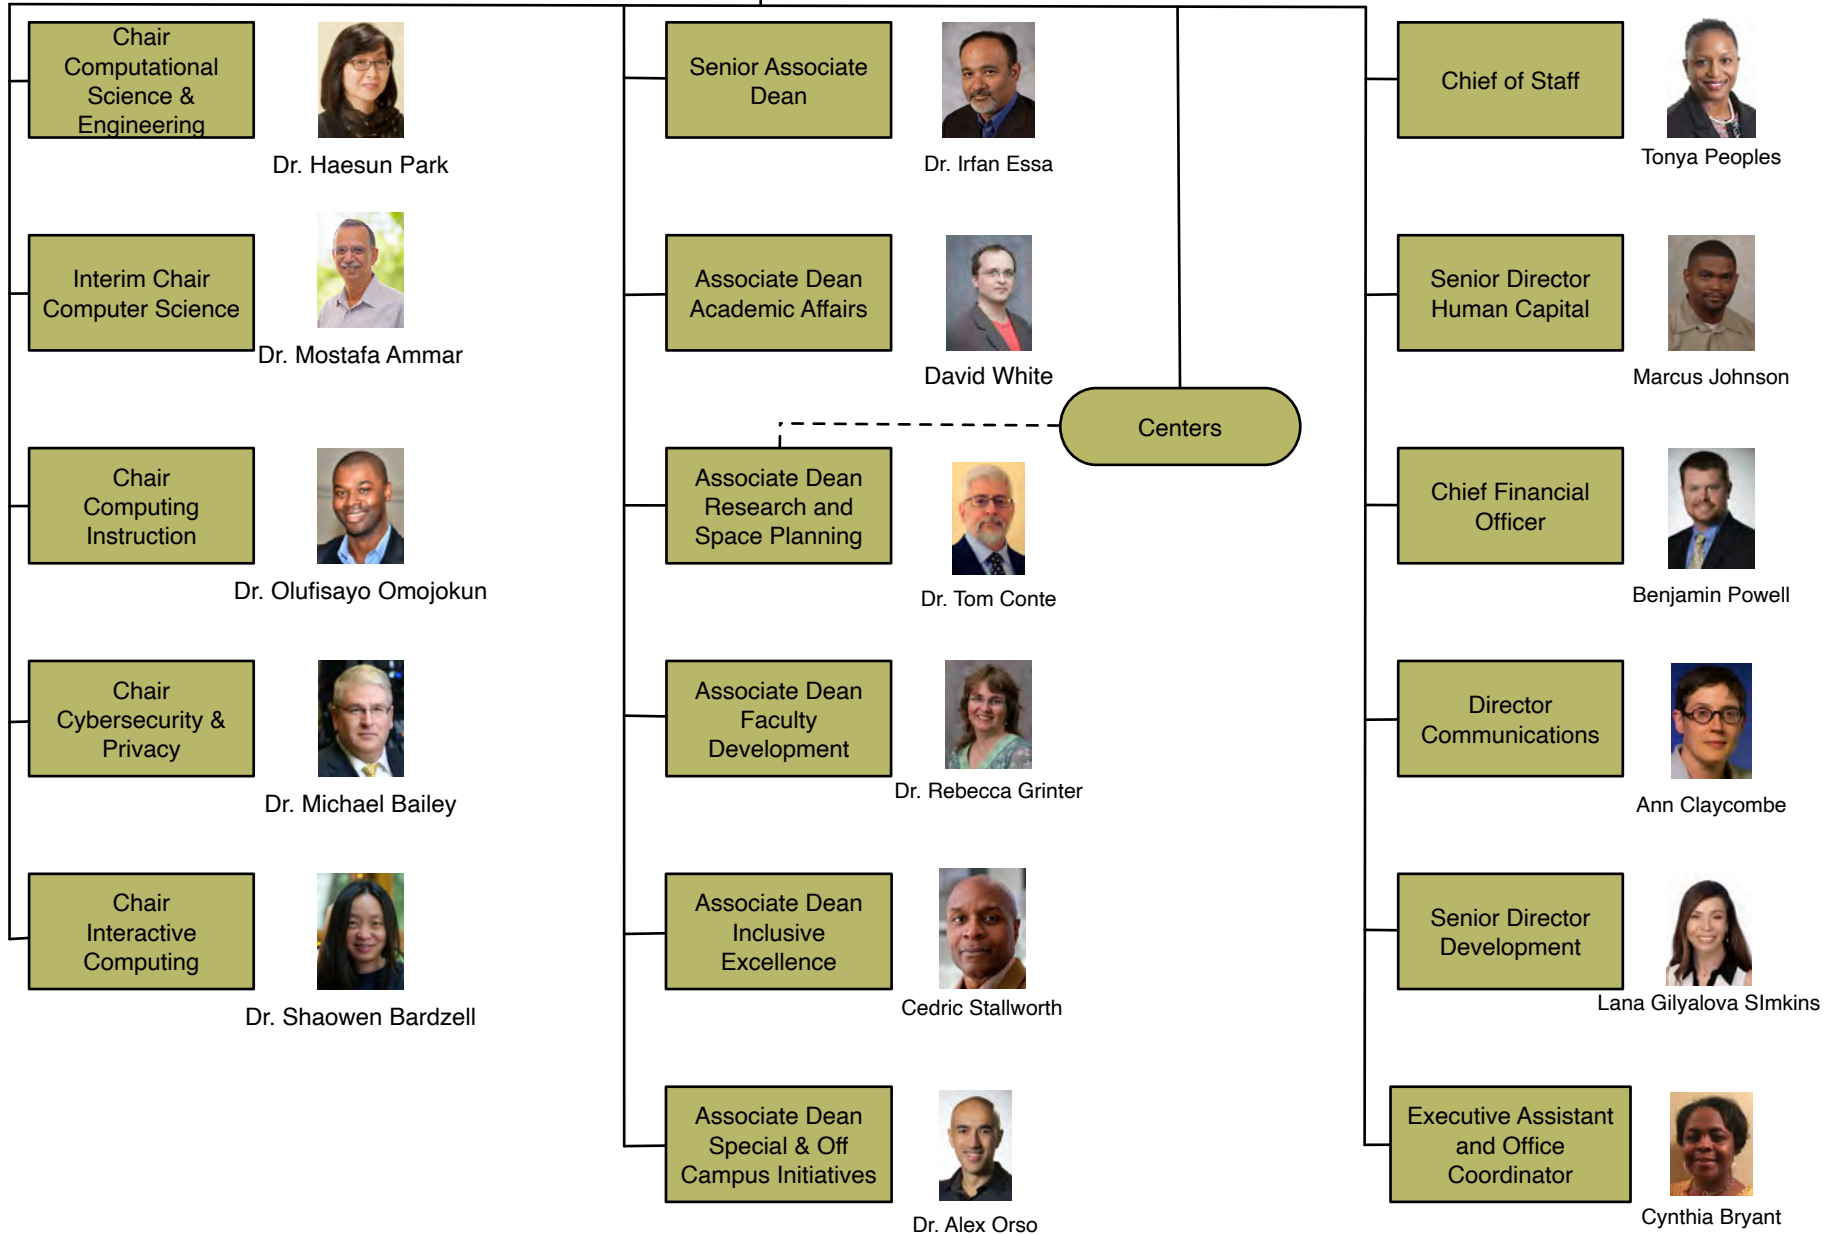 Chair
Computational
Science &
Engineering
Dr. Haesun Park
Interim Chair
Computer Science
Dr. Mostafa Ammar
Chair
Computing
Instruction
Dr. Olufisayo Omojokun
Chair
Cybersecurity &
Privacy
Dr. Michael Bailey
Chair
Interactive
Computing
Dr. Shaowen Bardzell
Senior Associate
Dean
Dr. Irfan Essa
Associate Dean
Academic Affairs
David White
Centers
Associate Dean
Research and
Space Planning
Dr. Tom Conte
Associate Dean
Faculty
Development
Dr. Rebecca Grinter
Associate Dean
Inclusive
Excellence
Cedric Stallworth
Associate Dean
Special & Off
Campus Initiatives
Dr. Alex Orso
Chief of Staff
Tonya Peoples
Senior Director
Human Capital
Marcus Johnson
Chief Financial
Officer
Benjamin Powell
Director
Communications
Ann Claycombe
Senior Director
Development
Lana Gilyalova SImkins
Executive Assistant
and Office
Coordinator
Cynthia Bryant